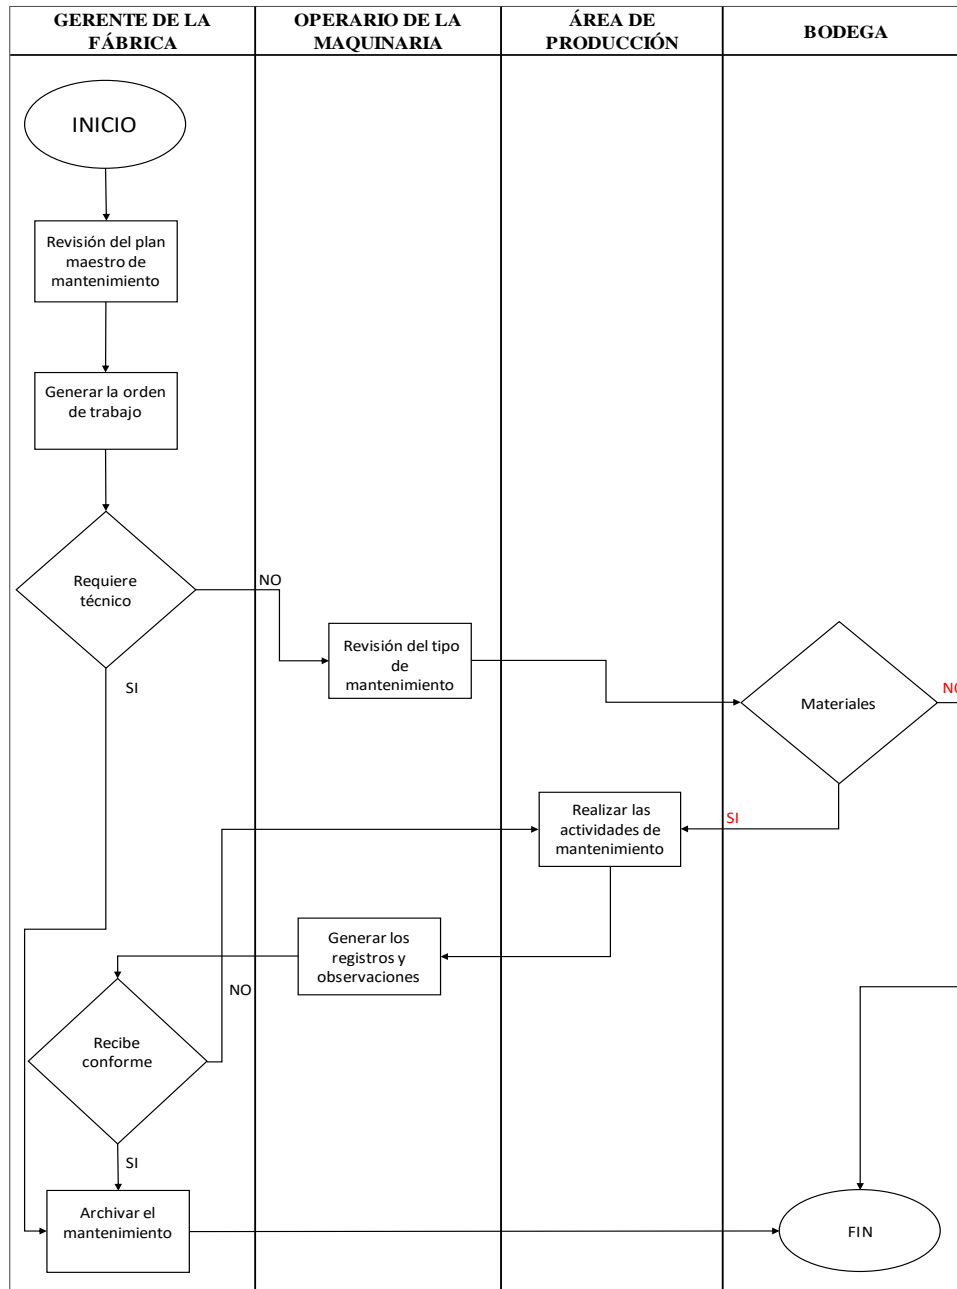 GERENTE DE LA
FÁBRICA
OPERARIO DE LA
MAQUINARIA
ÁREA DE
PRODUCCIÓN
BODEGA
INICIO
Revisión del plan
maestro de
mantenimiento
Generar la orden
de trabajo
Requiere
técnico
NO
SI
Revisión del tipo
de
mantenimiento
Materiales
NO
SI
Realizar las
actividades de
mantenimiento
Generar los
registros y
observaciones
Recibe
conforme
NO
SI
Archivar el
mantenimiento
FIN